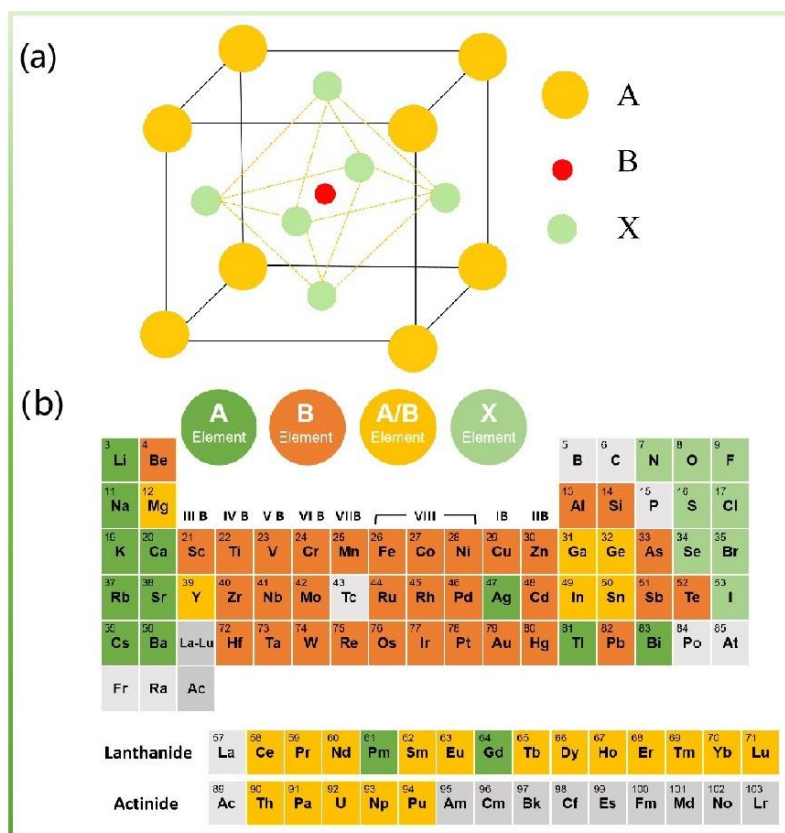 (a)
A
B
X
(b)
A
Element
B
Element
A/B
Element
X
Element
3 4 5 6 7 8 9
Li Be B C N O F
11 12 13 14 15 16 17
Na Mg III B IV B V B VI B VIIB VIII IB IIB Al Si P S Cl
19 20 21 22 23 24 25 26 27 28 29 30 31 32 33 34 35
K Ca Sc Ti V Cr Mn Fe Co Ni Cu Zn Ga Ge As Se Br
37 38 39 40 41 42 43 44 45 46 47 48 49 50 51 52 53
Rb Sr Y Zr Nb Mo Tc Ru Rh Pd Ag Cd In Sn Sb Te I
55 56 72 73 74 75 76 77 78 79 80 81 82 83 84 85
Cs Ba La-Lu Hf Ta W Re Os Ir Pt Au Hg Tl Pb Bi Po At
Fr Ra Ac
57 58 59 60 61 62 63 64 65 66 67 68 69 70 71
Lanthanide La Ce Pr Nd Pm Sm Eu Gd Tb Dy Ho Er Tm Yb Lu
89 90 91 92 93 94 95 96 97 98 99 100 101 102 103
Actinide Ac Th Pa U Np Pu Am Cm Bk Cf Es Fm Md No Lr